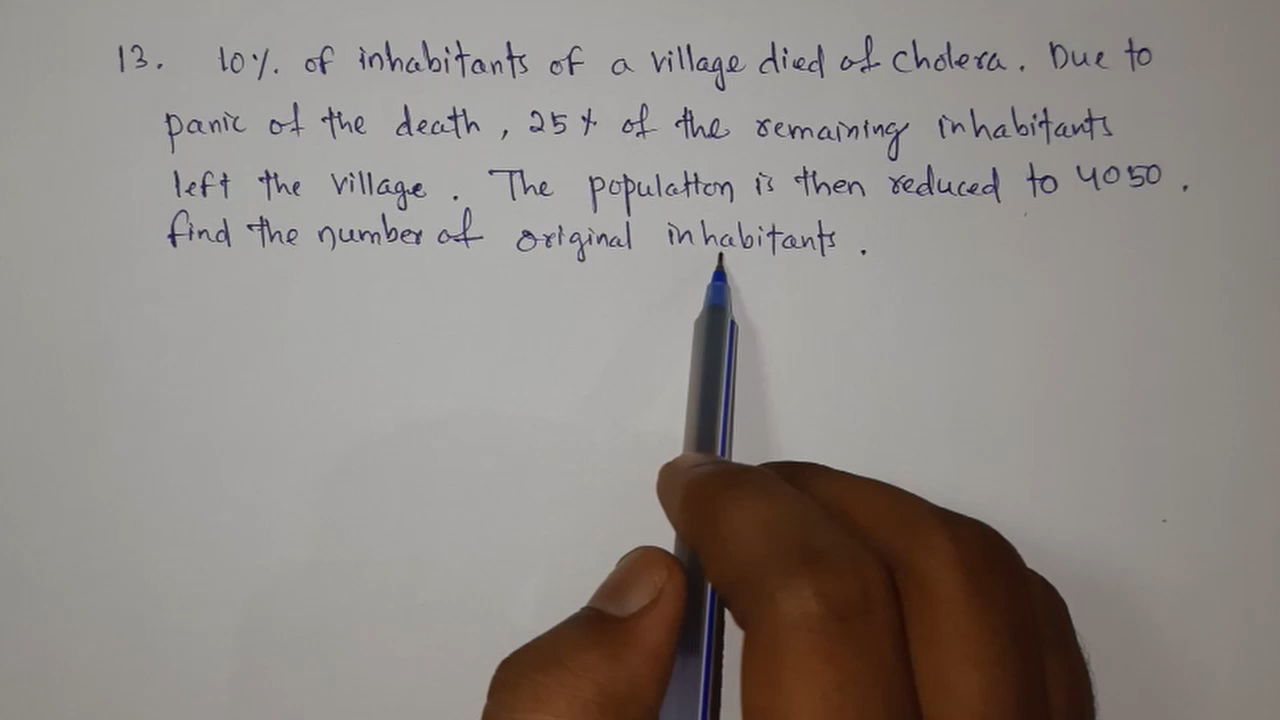 13. 10%. of inhabitants of a village died of cholera. Due to
panic of the death, 25% of the remaining inhabitants
left the village. The population is then reduced to 4050.
find the number of original inhabitants.